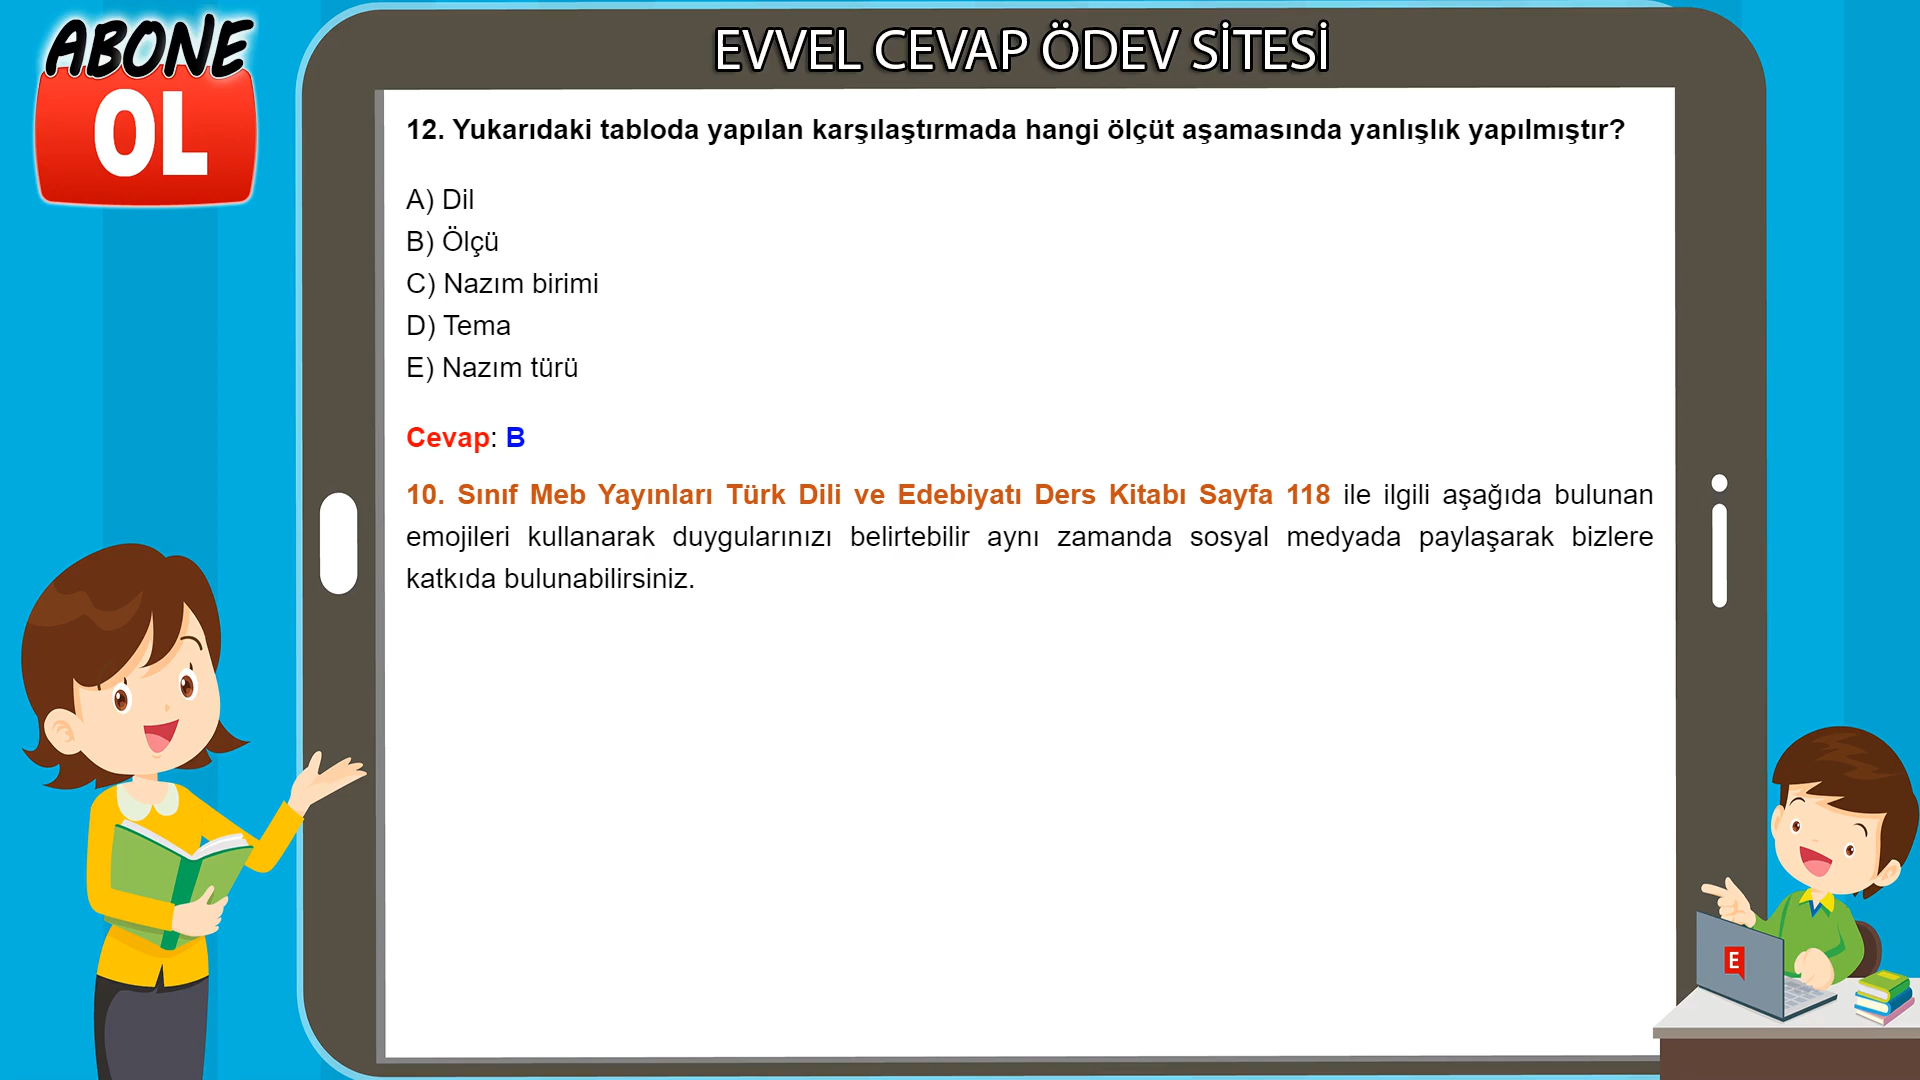 ABONE
OL
EVVEL CEVAP ÖDEV SİTESİ
12. Yukarıdaki tabloda yapılan karşılaştırmada hangi ölçüt aşamasında yanlışlık yapılmıştır?
A) Dil
B) Ölçü
C) Nazım birimi
D) Tema
E) Nazım türü
Cevap: B
10. Sınıf Meb Yayınları Türk Dili ve Edebiyatı Ders Kitabı Sayfa 118 ile ilgili aşağıda bulunan
emojileri kullanarak duygularınızı belirtebilir aynı zamanda sosyal medyada paylaşarak bizlere
katkıda bulunabilirsiniz.
E